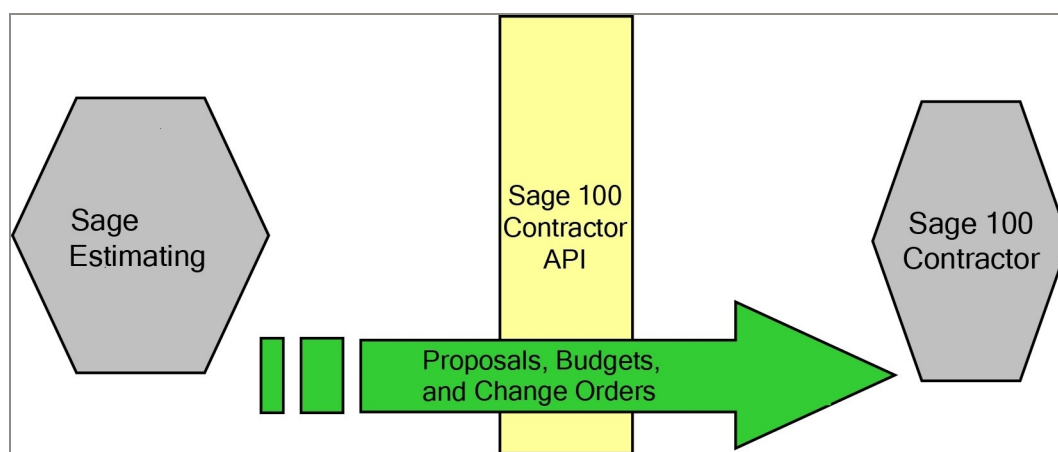 Sage
Estimating
Sage 100
Contractor
API
Sage 100
Contractor
Proposals, Budgets,
and Change Orders